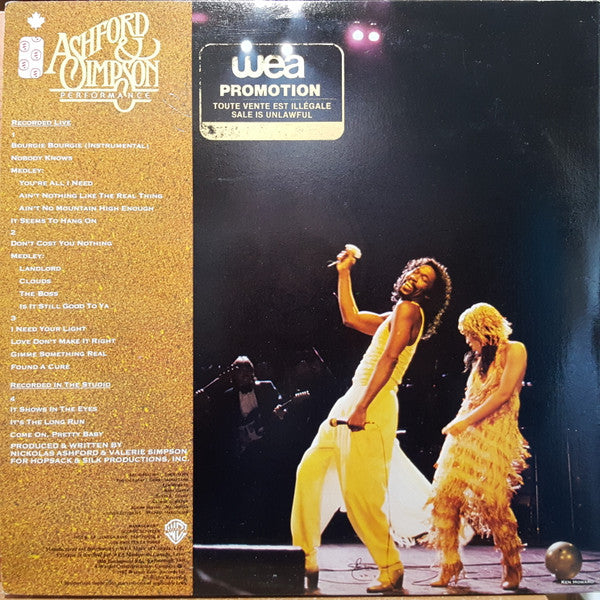 ASHFORD &
SIMPSON
PERFORMANCE
wea
PROMOTION
TOUTE VENTE EST ILLÉGALE
SALE IS UNLAWFUL
RECORDED LIVE
1
BOURGIE BOURGIE (INSTRUMENTAL)
NOBODY KNOWS
MEDLEY:
YOU'RE ALL I NEED
AIN'T NOTHING LIKE THE REAL THING
AIN'T NO MOUNTAIN HIGH ENOUGH
IT SEEMS TO HANG ON
2
DON'T COST YOU NOTHING
MEDLEY:
LANDLORD
CLOUDS
THE BOSS
IS IT STILL GOOD TO YA
3
I NEED YOUR LIGHT
LOVE DON'T MAKE IT RIGHT
GIMME SOMETHING REAL
FOUND A CURE
RECORDED IN THE STUDIO
4
IT SHOWS IN THE EYES
IT'S THE LONG RUN
COME ON, PRETTY BABY
PRODUCED & WRITTEN BY
NICKOLAS ASHFORD & VALERIE SIMPSON
FOR HOPSACK & SILK PRODUCTIONS, INC.
KEN HOWARD